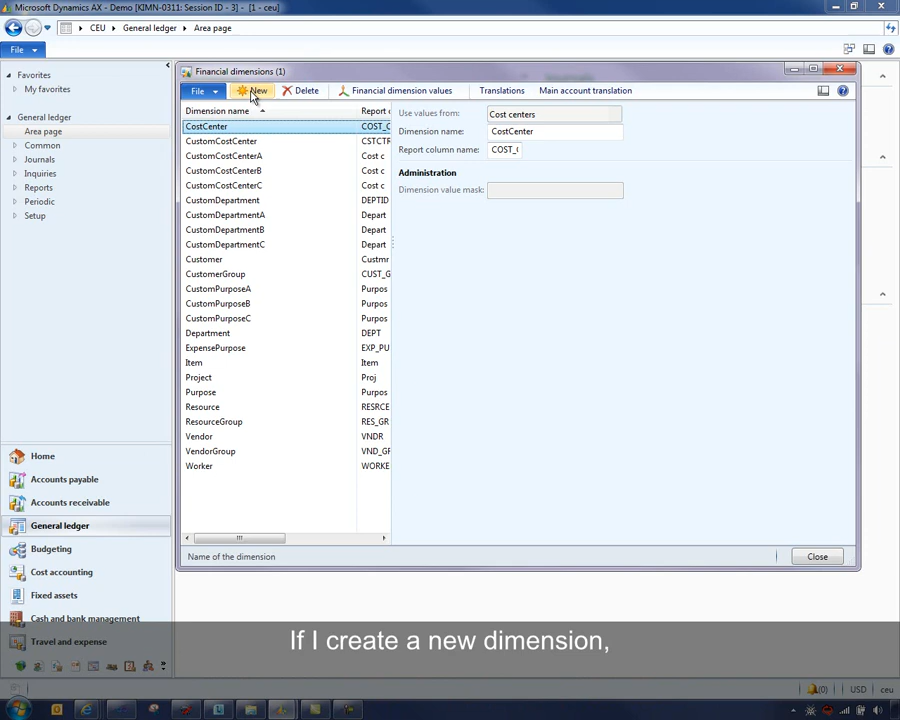 Microsoft Dynamics AX - Demo [KIMN-0311: Session ID - 3] - [1 - ceu]
CEU
General ledger
Area page
File
Favorites
My favorites
General ledger
Area page
Common
Journals
Inquiries
Reports
Periodic
Setup
Home
Accounts payable
Accounts receivable
General ledger
Budgeting
Cost accounting
Fixed assets
Cash and bank management
Travel and expense
Financial dimensions (1)
File
New
Delete
Financial dimension values
Translations
Main account translation
Dimension name
Report c
CostCenter COST_C
CustomCostCenter CSTCTR
CustomCostCenterA Cost c
CustomCostCenterB Cost c
CustomCostCenterC Cost c
CustomDepartment DEPTID
CustomDepartmentA Depart
CustomDepartmentB Depart
CustomDepartmentC Depart
Customer Custmr
CustomerGroup CUST_G
CustomPurposeA Purpos
CustomPurposeB Purpos
CustomPurposeC Purpos
Department DEPT
ExpensePurpose EXP_PU
Item Item
Project Proj
Purpose Purpos
Resource RESRCE
ResourceGroup RES_GR
Vendor VNDR
VendorGroup VND_GF
Worker WORKE
Use values from: Cost centers
Dimension name: CostCenter
Report column name: COST_C
Administration
Dimension value mask:
Name of the dimension
Close
If I create a new dimension,
(0)
USD
ceu